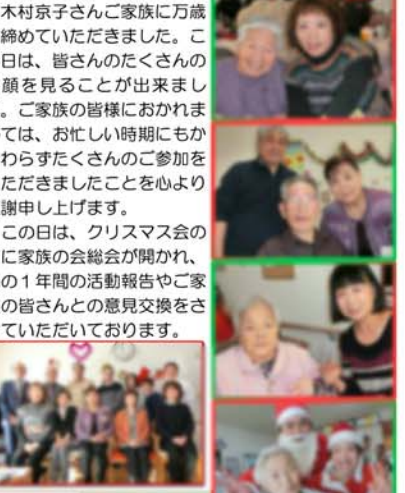 木村京子さんご家族に万歳
締めていただきました。こ
日は、皆さんのたくさんの
顔を見ることが出来まし
。ご家族の皆様におかれま
ては、お忙しい時期にもか
わらずたくさんのご参加を
ただきましたことを心より
謝申し上げます。
この日は、クリスマス会の
に家族の会総会が開かれ、
の１年間の活動報告やご家
の皆さんとの意見交換をさ
ていただいております。